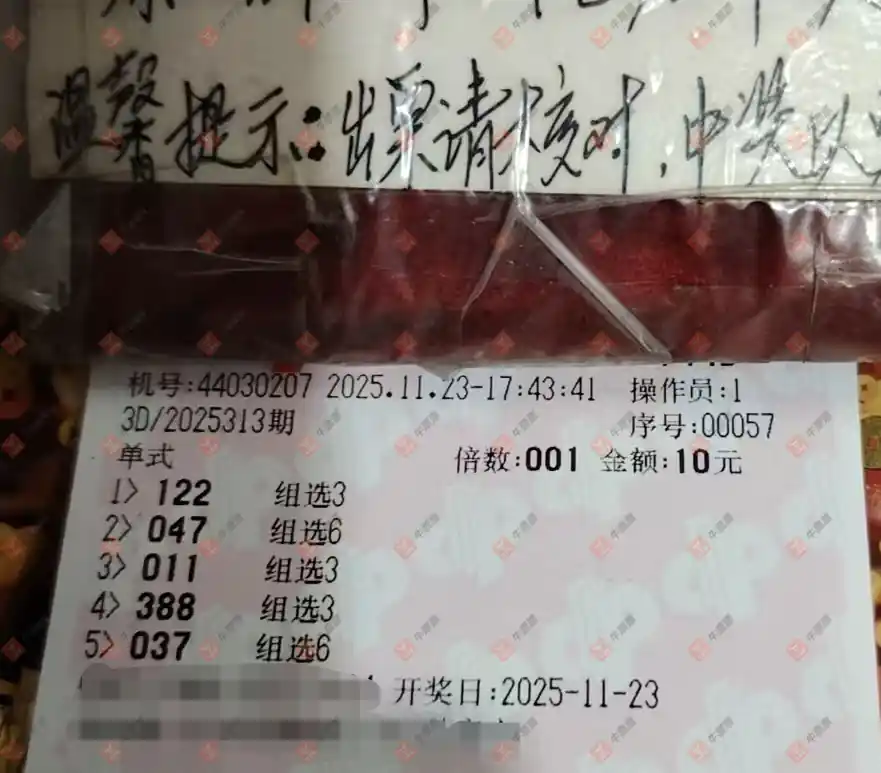 温馨提示:出票请核对,中奖以
机号:44030207 2025.11.23-17:43:41 操作员:1
3D/2025313期 序号:00057
单式 倍数:001 金额:10元
1> 122 组选3
2> 047 组选6
3> 011 组选3
4> 388 组选3
5> 037 组选6
开奖日:2025-11-23